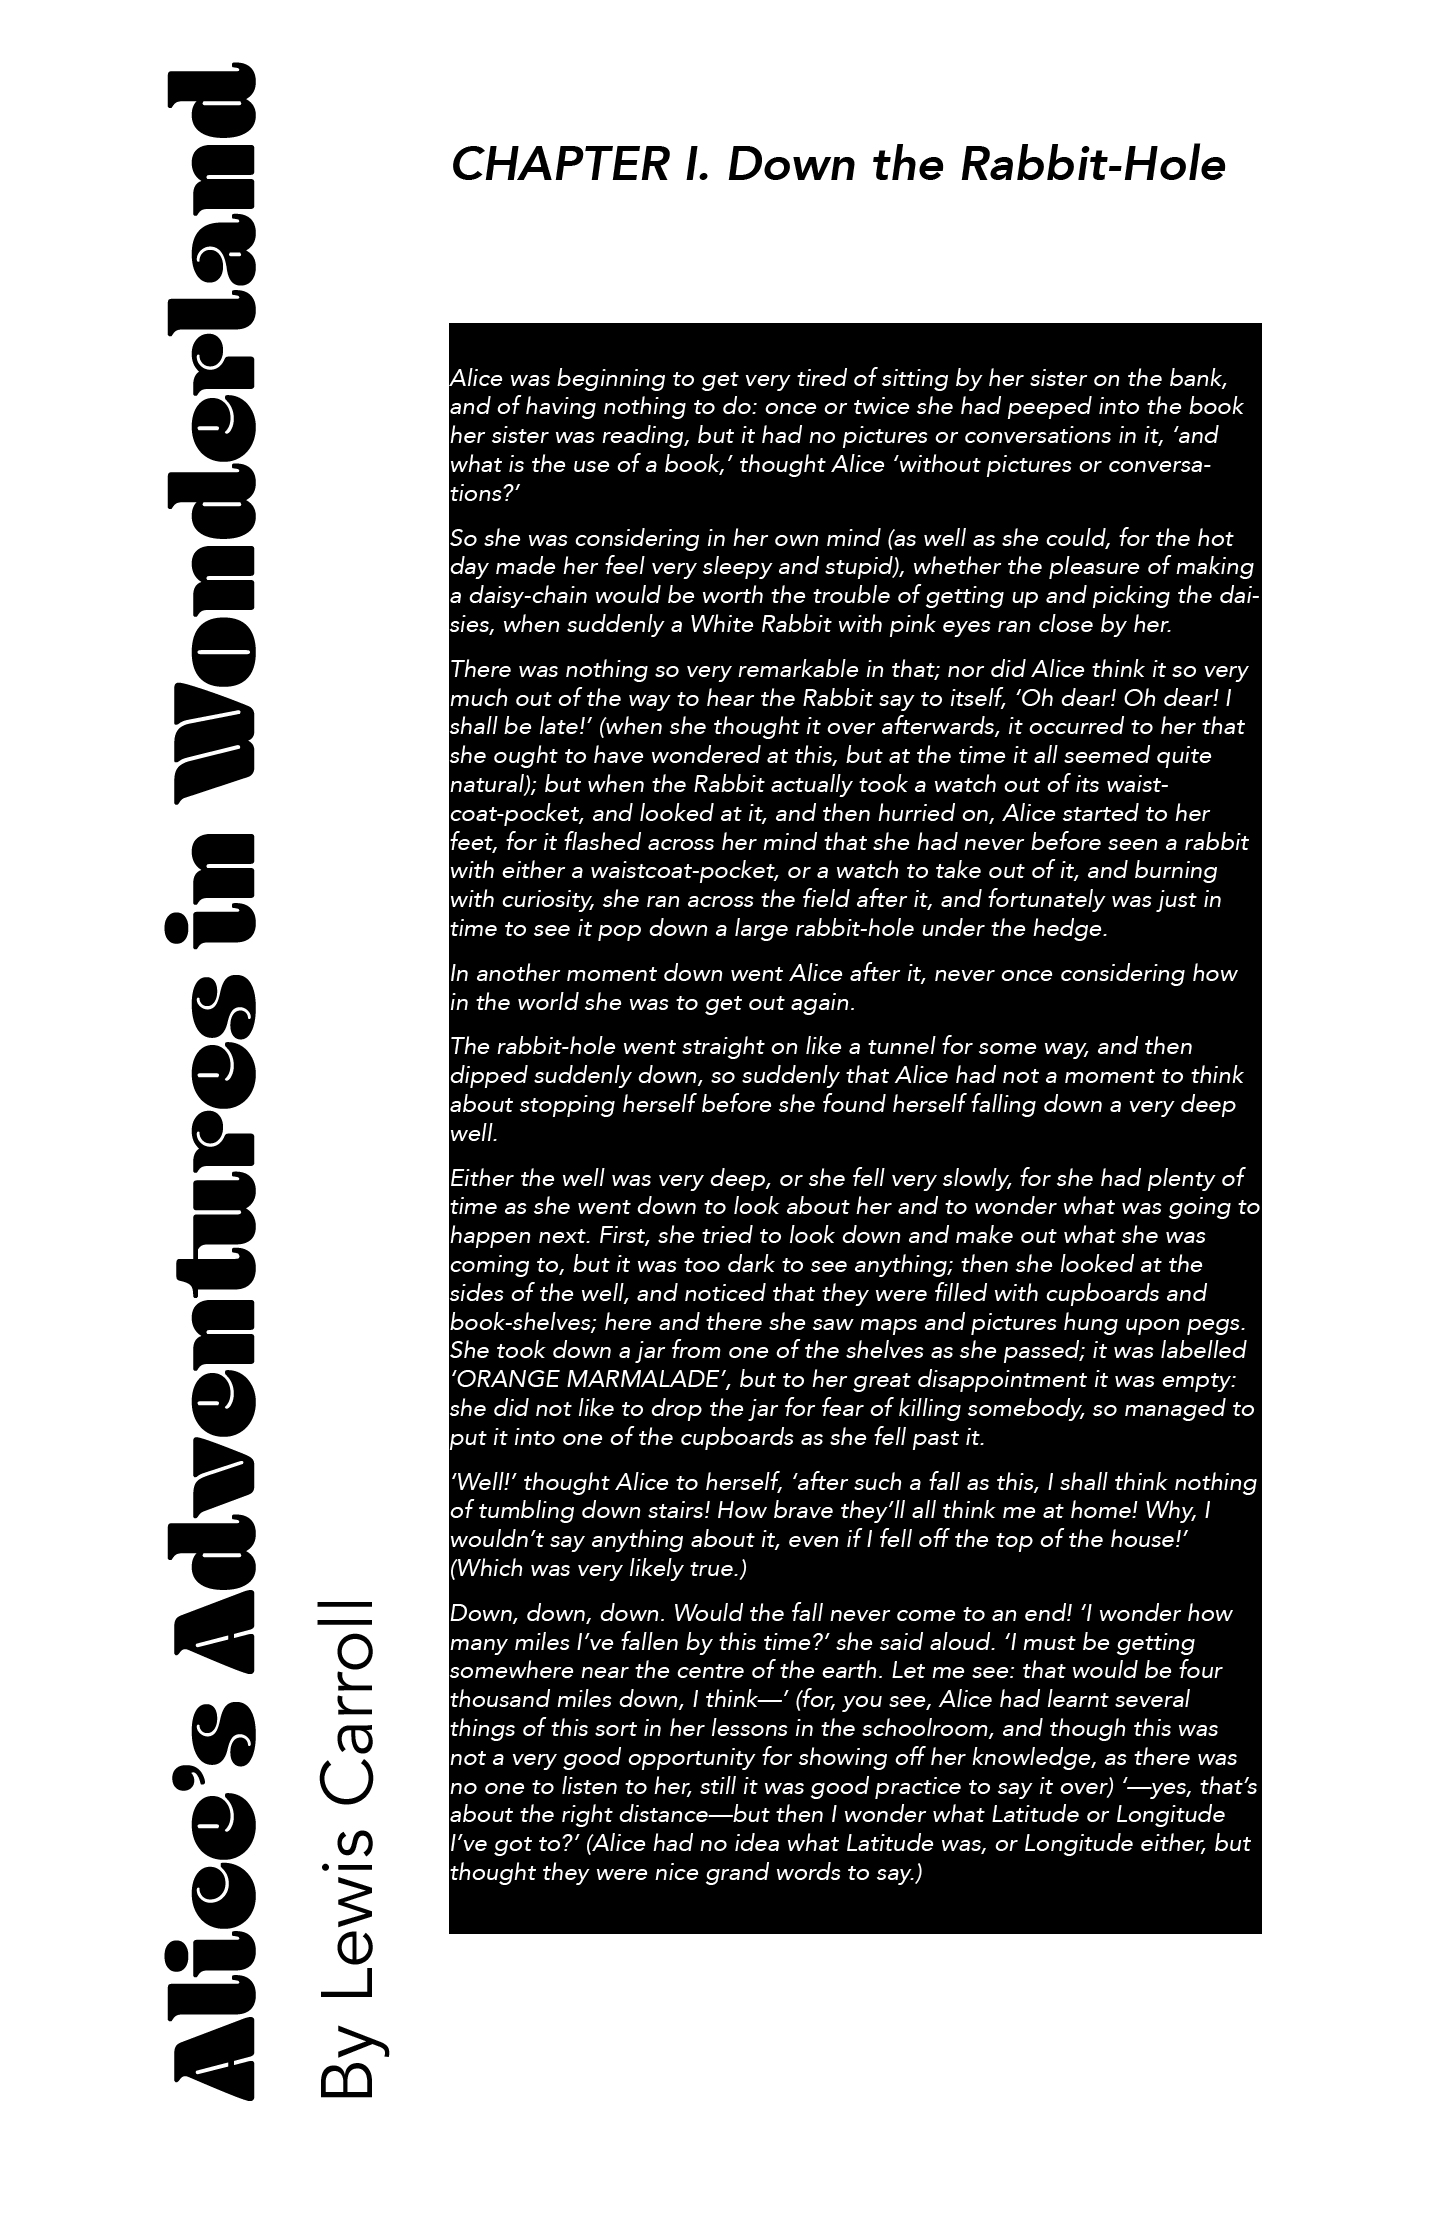 Alice’s Adventures in Wonderland
By Lewis Carroll
CHAPTER I. Down the Rabbit-Hole
Alice was beginning to get very tired of sitting by her sister on the bank,
and of having nothing to do: once or twice she had peeped into the book
her sister was reading, but it had no pictures or conversations in it, ‘and
what is the use of a book,’ thought Alice ‘without pictures or conversa-
tions?’
So she was considering in her own mind (as well as she could, for the hot
day made her feel very sleepy and stupid), whether the pleasure of making
a daisy-chain would be worth the trouble of getting up and picking the dai-
sies, when suddenly a White Rabbit with pink eyes ran close by her.
There was nothing so very remarkable in that; nor did Alice think it so very
much out of the way to hear the Rabbit say to itself, ‘Oh dear! Oh dear! I
shall be late!’ (when she thought it over afterwards, it occurred to her that
she ought to have wondered at this, but at the time it all seemed quite
natural); but when the Rabbit actually took a watch out of its waist-
coat-pocket, and looked at it, and then hurried on, Alice started to her
feet, for it flashed across her mind that she had never before seen a rabbit
with either a waistcoat-pocket, or a watch to take out of it, and burning
with curiosity, she ran across the field after it, and fortunately was just in
time to see it pop down a large rabbit-hole under the hedge.
In another moment down went Alice after it, never once considering how
in the world she was to get out again.
The rabbit-hole went straight on like a tunnel for some way, and then
dipped suddenly down, so suddenly that Alice had not a moment to think
about stopping herself before she found herself falling down a very deep
well.
Either the well was very deep, or she fell very slowly, for she had plenty of
time as she went down to look about her and to wonder what was going to
happen next. First, she tried to look down and make out what she was
coming to, but it was too dark to see anything; then she looked at the
sides of the well, and noticed that they were filled with cupboards and
book-shelves; here and there she saw maps and pictures hung upon pegs.
She took down a jar from one of the shelves as she passed; it was labelled
‘ORANGE MARMALADE’, but to her great disappointment it was empty:
she did not like to drop the jar for fear of killing somebody, so managed to
put it into one of the cupboards as she fell past it.
‘Well!’ thought Alice to herself, ‘after such a fall as this, I shall think nothing
of tumbling down stairs! How brave they’ll all think me at home! Why, I
wouldn’t say anything about it, even if I fell off the top of the house!’
(Which was very likely true.)
Down, down, down. Would the fall never come to an end! ‘I wonder how
many miles I’ve fallen by this time?’ she said aloud. ‘I must be getting
somewhere near the centre of the earth. Let me see: that would be four
thousand miles down, I think—’ (for, you see, Alice had learnt several
things of this sort in her lessons in the schoolroom, and though this was
not a very good opportunity for showing off her knowledge, as there was
no one to listen to her, still it was good practice to say it over) ‘—yes, that’s
about the right distance—but then I wonder what Latitude or Longitude
I’ve got to?’ (Alice had no idea what Latitude was, or Longitude either, but
thought they were nice grand words to say.)